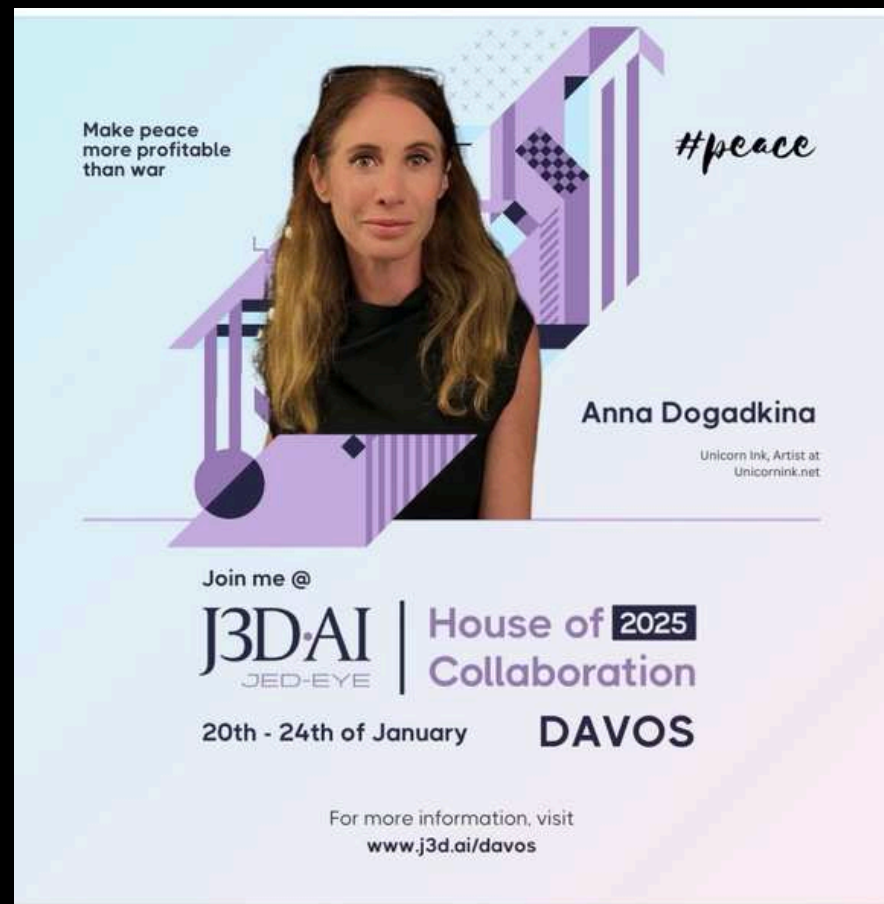 Make peace
more profitable
than war
#peace
Anna Dogadkina
Unicorn Ink, Artist at
Unicornink.net
Join me @
J3D·AI
JED-EYE
House of 2025
Collaboration
20th - 24th of January
DAVOS
For more information, visit
www.j3d.ai/davos